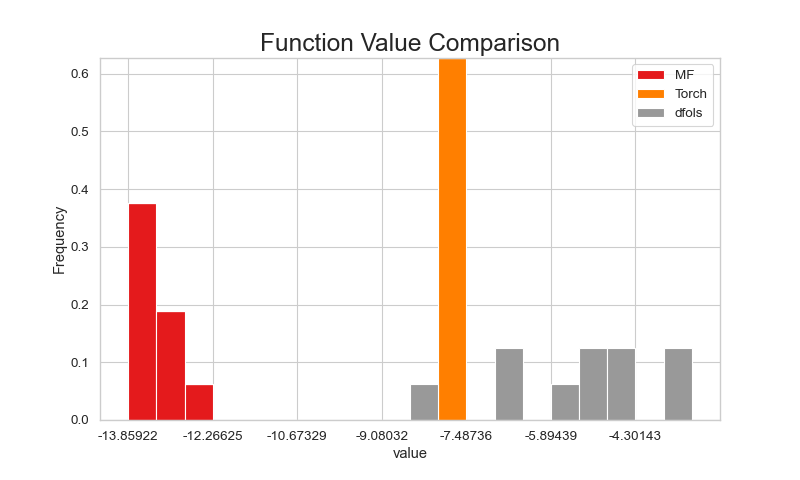 Function Value Comparison
MF
Torch
dfols
Frequency
0.6
0.5
0.4
0.3
0.2
0.1
0.0
-13.85922 -12.26625 -10.67329 -9.08032 -7.48736 -5.89439 -4.30143
value